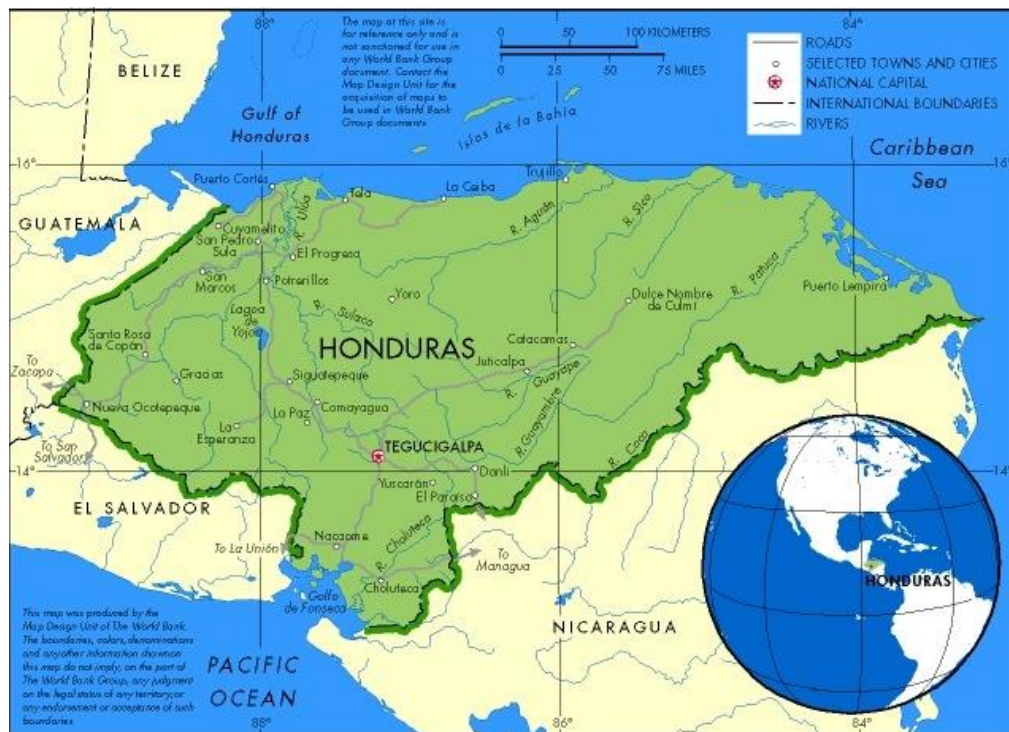 88°
84°
The map at this site is
for reference only and is
not sanctioned for use in
any World Bank Group
document. Contact the
Map Design Unit for the
acquisition of maps to
be used in World Bank
Group documents.
0 50 100 KILOMETERS
0 25 50 75 MILES
ROADS
SELECTED TOWNS AND CITIES
NATIONAL CAPITAL
INTERNATIONAL BOUNDARIES
RIVERS
BELIZE
Gulf of
Honduras
Islas de la Bahía
Caribbean
Sea
16°
16°
Puerto Cortés
Tela
La Ceiba
Trujillo
GUATEMALA
Cuyamelito
San Pedro
Sula
R. Ulúa
R. Aguán
R. Sico
El Progreso
San
Marcos
Potrerillos
R. Patuca
Puerto Lempira
Yoro
Dulce Nombre
de Culmí
Lagoa
de
Yojoa
R. Sulaco
Santa Rosa
de Copán
HONDURAS
Catacamas
Juticalpa
To
Zacapa
Gracias
Siguatepeque
R. Guayape
Nueva Ocotepeque
Comayagua
La Paz
La
Esperanza
R. Guayambre
TEGUCIGALPA
R. Coco
To San
Salvador
14°
14°
Danlí
Yuscarán
El Paraíso
EL SALVADOR
R. Choluteca
To La Unión
Nacaome
To
Managua
Choluteca
Golfo
de Fonseca
HONDURAS
NICARAGUA
This map was produced by the
Map Design Unit of The World Bank.
The boundaries, colors, denominations
and any other information shown on
this map do not imply, on the part of
The World Bank Group, any judgment
on the legal status of any territory, or
any endorsement or acceptance of such
boundaries.
PACIFIC
OCEAN
88°
86°
84°